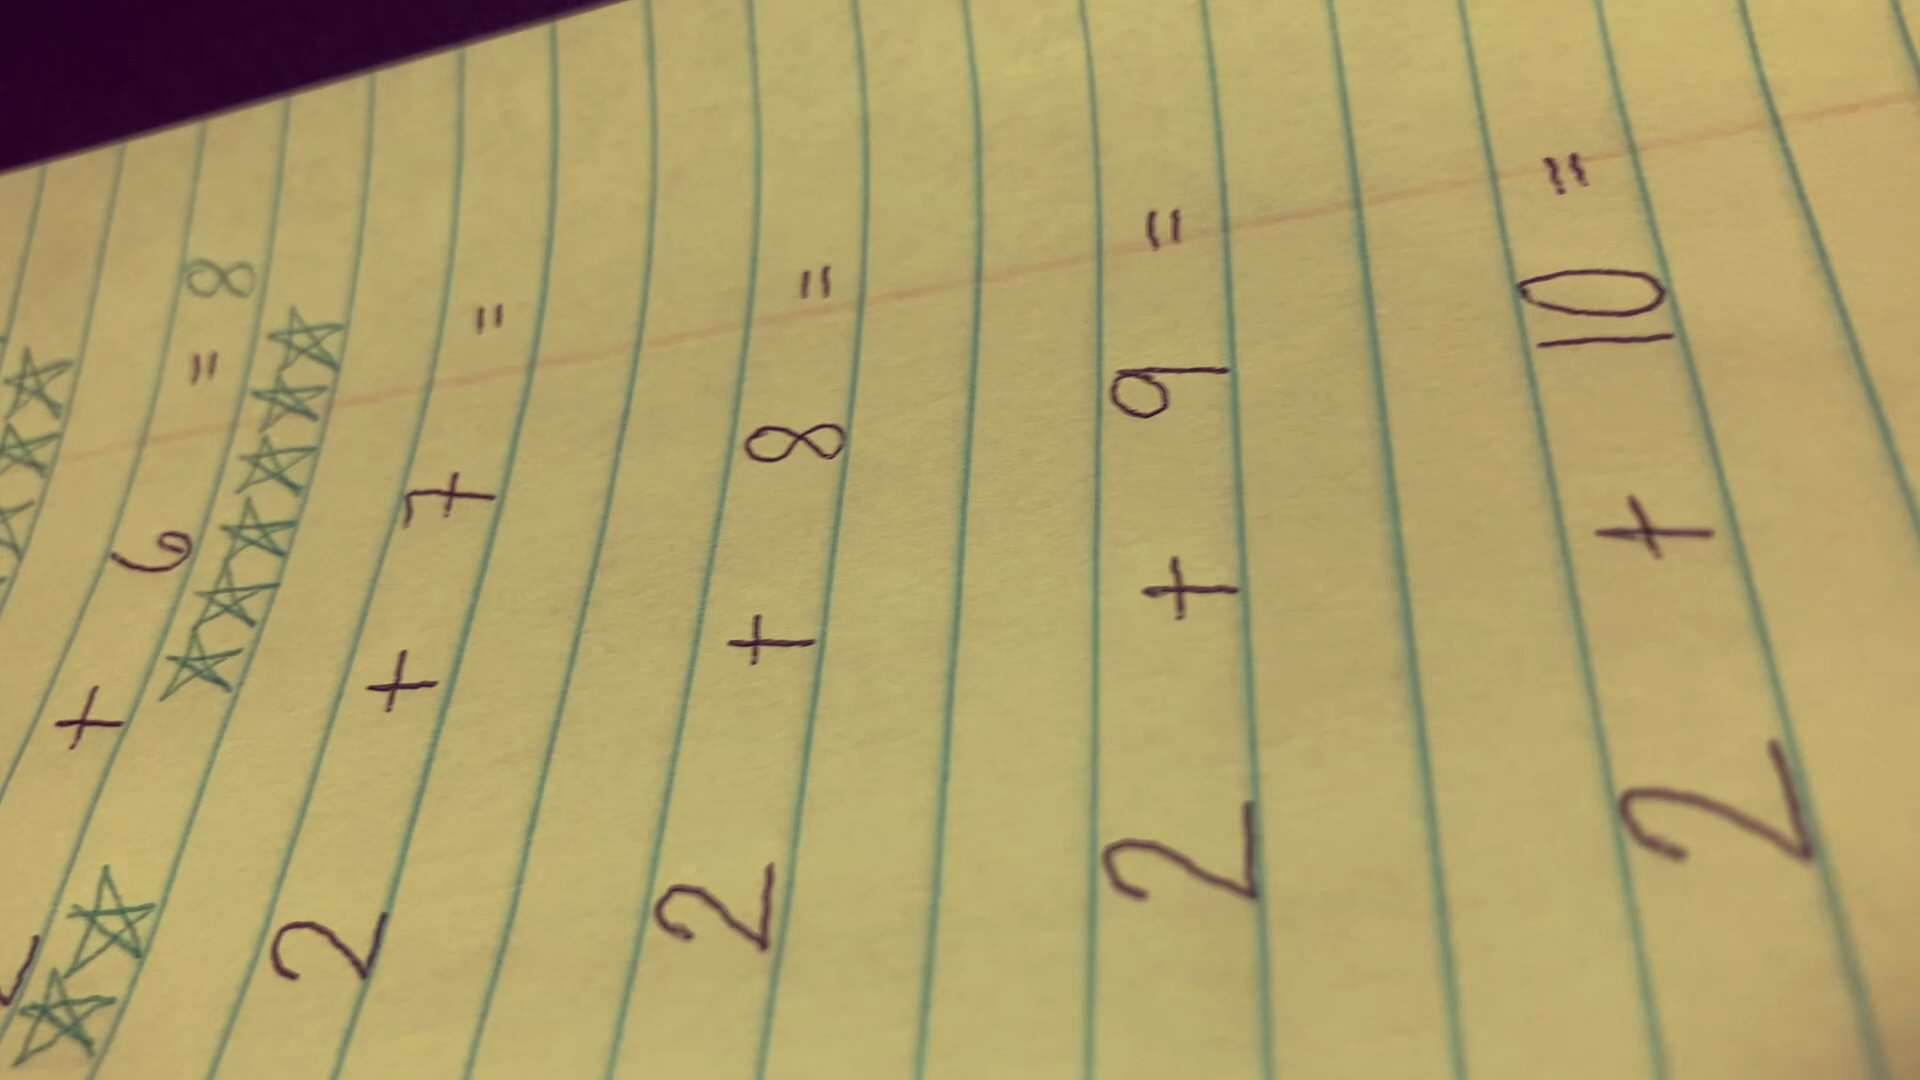 + 6 = 8
2 + 7 =
2 + 8 =
2 + 9 =
2 + 10 =